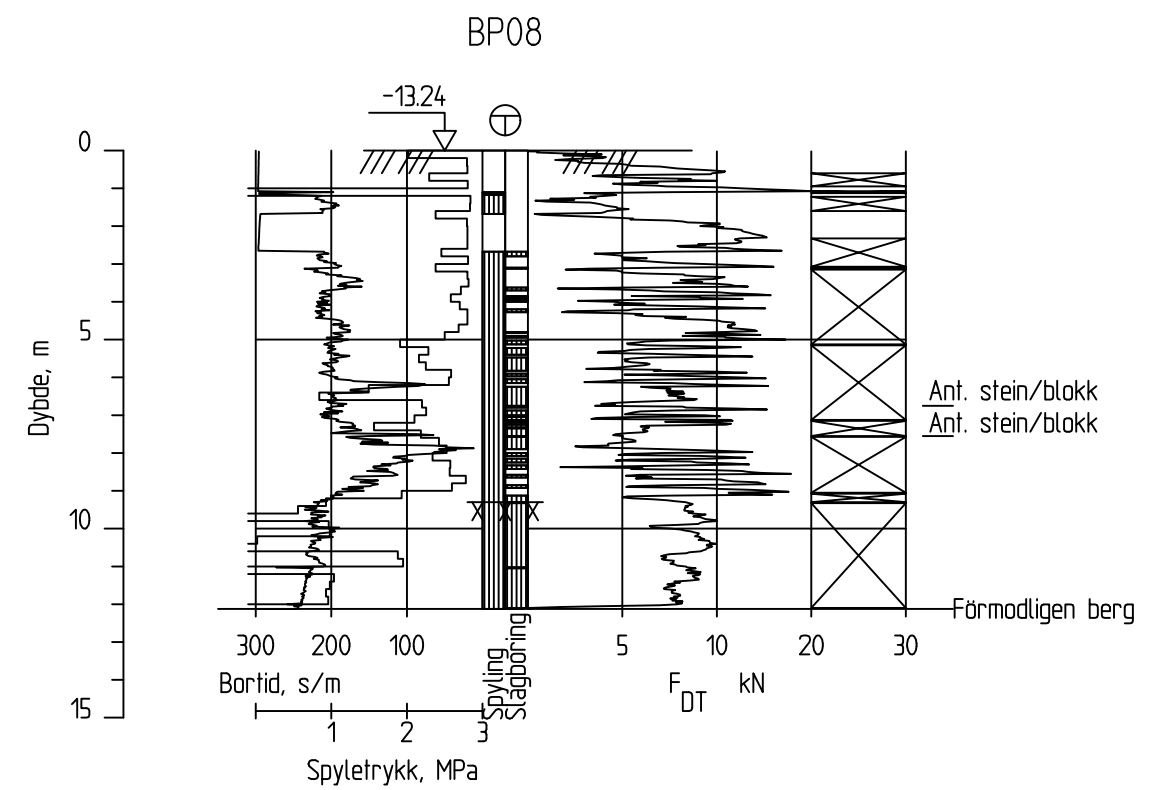 BP08
-13.24
0
5
10
15
Dybde, m
Ant. stein/blokk
Ant. stein/blokk
Förmodligen berg
300 200 100
5 10 20 30
Bortid, s/m
Spyling
Slagboring
F DT kN
1 2 3
Spyletrykk, MPa